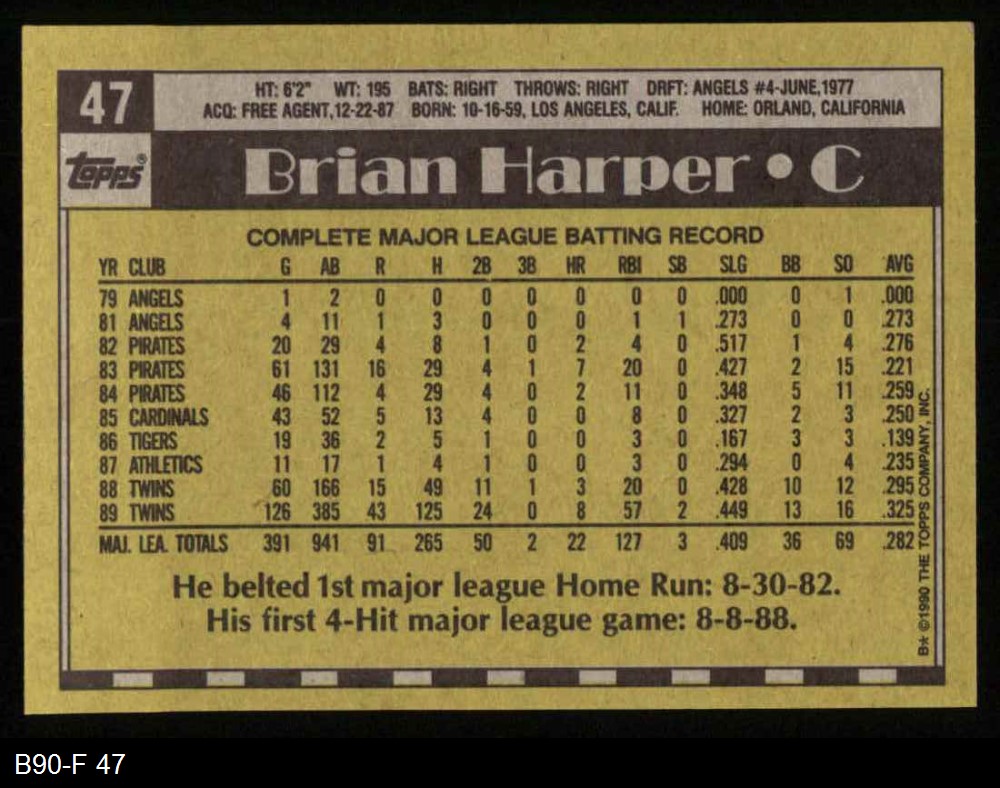 47
HT: 6'2" WT: 195 BATS: RIGHT THROWS: RIGHT DRFT: ANGELS #4-JUNE,1977
ACQ: FREE AGENT,12-22-87 BORN: 10-16-59, LOS ANGELES, CALIF. HOME: ORLAND, CALIFORNIA
topps®
Brian Harper • C
COMPLETE MAJOR LEAGUE BATTING RECORD
YR CLUB G AB R H 2B 3B HR RBI SB SLG BB SO AVG
79 ANGELS 1 2 0 0 0 0 0 0 0 .000 0 1 .000
81 ANGELS 4 11 1 3 0 0 0 1 1 .273 0 0 .273
82 PIRATES 20 29 4 8 1 0 2 4 0 .517 1 4 .276
83 PIRATES 61 131 16 29 4 1 7 20 0 .427 2 15 .221
84 PIRATES 46 112 4 29 4 0 2 11 0 .348 5 11 .259
85 CARDINALS 43 52 5 13 4 0 0 8 0 .327 2 3 .250
86 TIGERS 19 36 2 5 1 0 0 3 0 .167 3 3 .139
87 ATHLETICS 11 17 1 4 1 0 0 3 0 .294 0 4 .235
88 TWINS 60 166 15 49 11 1 3 20 0 .428 10 12 .295
89 TWINS 126 385 43 125 24 0 8 57 2 .449 13 16 .325
MAJ. LEA. TOTALS 391 941 91 265 50 2 22 127 3 .409 36 69 .282
He belted 1st major league Home Run: 8-30-82.
His first 4-Hit major league game: 8-8-88.
B* ©1990 THE TOPPS COMPANY, INC.
B90-F 47